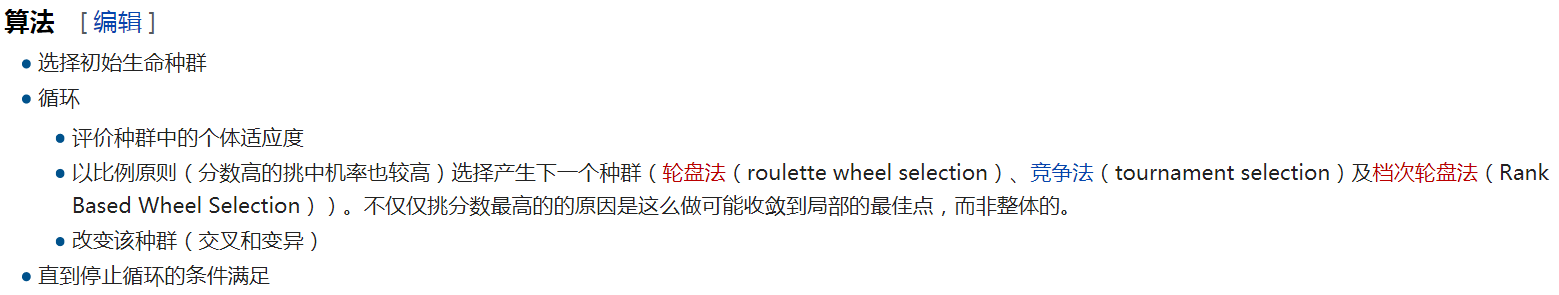 算法 [编辑]
选择初始生命种群
循环
评价种群中的个体适应度
以比例原则（分数高的挑中机率也较高）选择产生下一个种群（轮盘法（roulette wheel selection）、竞争法（tournament selection）及档次轮盘法（Rank
Based Wheel Selection））。不仅仅挑分数最高的的原因是这么做可能收敛到局部的最佳点，而非整体的。
改变该种群（交叉和变异）
直到停止循环的条件满足